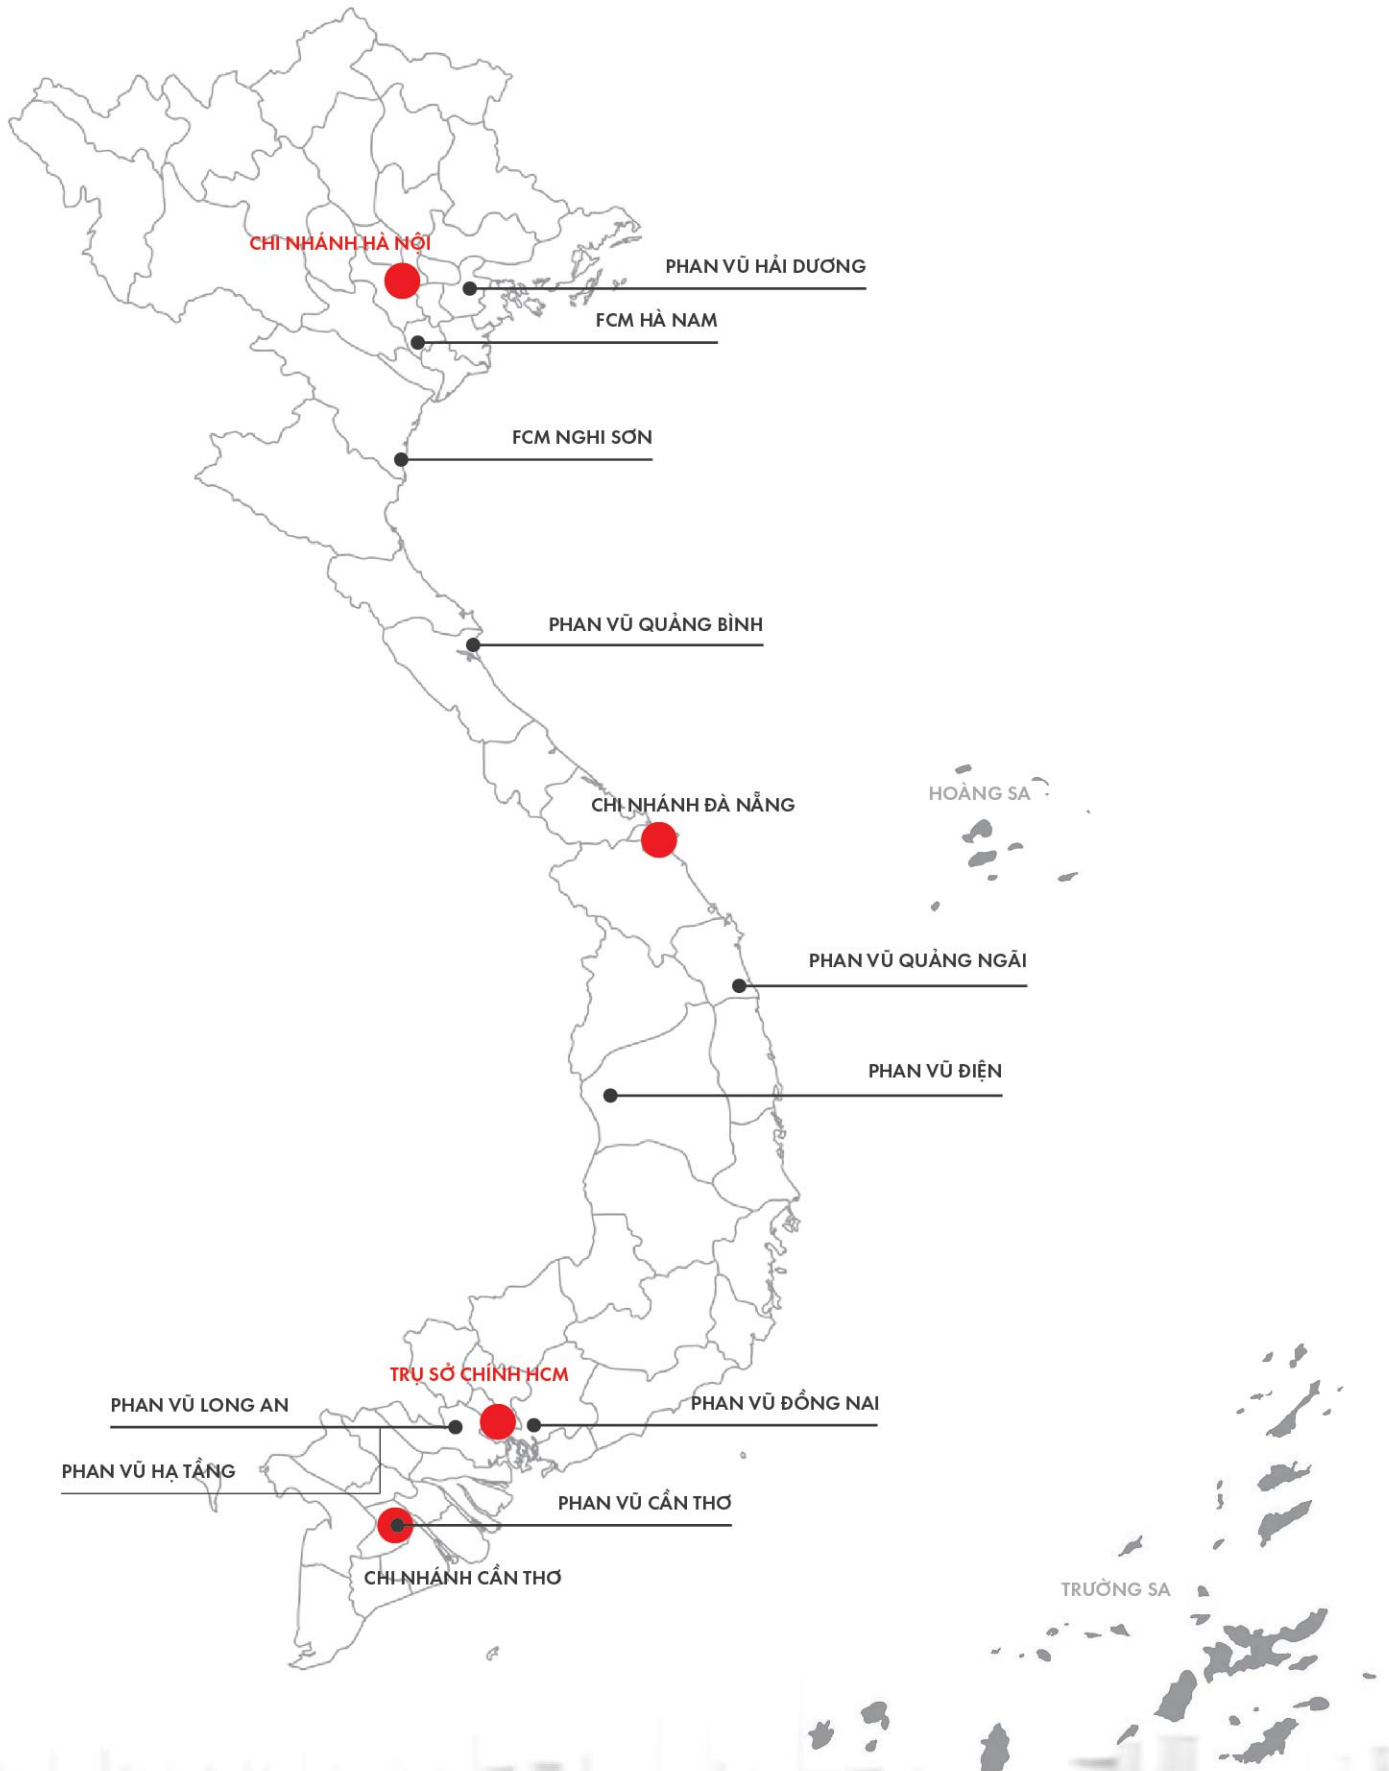 CHI NHÁNH HÀ NỘI
PHAN VŨ HẢI DƯƠNG
FCM HÀ NAM
FCM NGHI SƠN
PHAN VŨ QUẢNG BÌNH
HOÀNG SA
CHI NHÁNH ĐÀ NẴNG
PHAN VŨ QUẢNG NGÃI
PHAN VŨ ĐIỆN
TRỤ SỞ CHÍNH HCM
PHAN VŨ LONG AN
PHAN VŨ ĐỒNG NAI
PHAN VŨ HẠ TẦNG
PHAN VŨ CẦN THƠ
CHI NHÁNH CẦN THƠ
TRƯỜNG SA